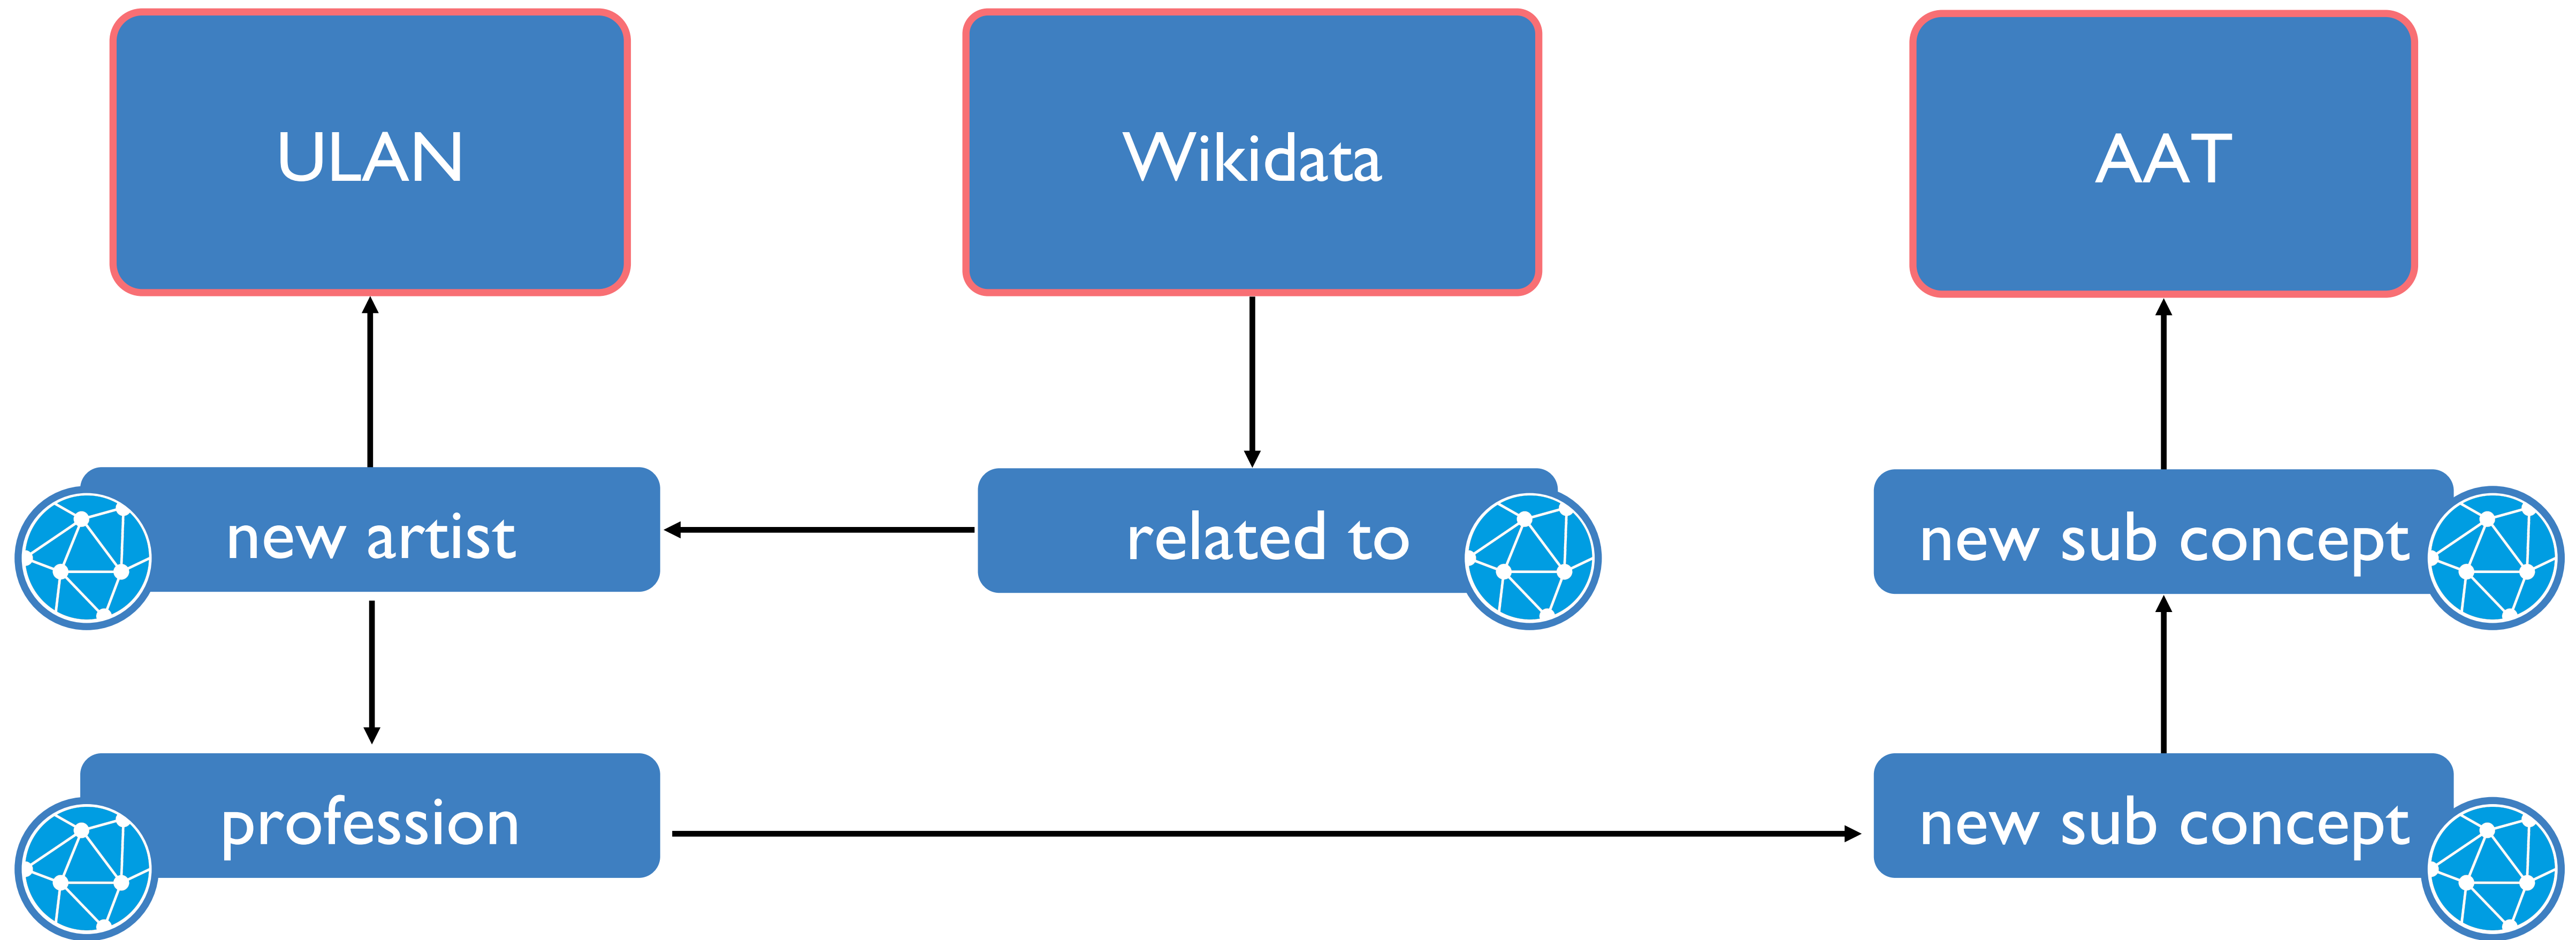 ULAN
Wikidata
AAT
new artist
related to
new sub concept
profession
new sub concept